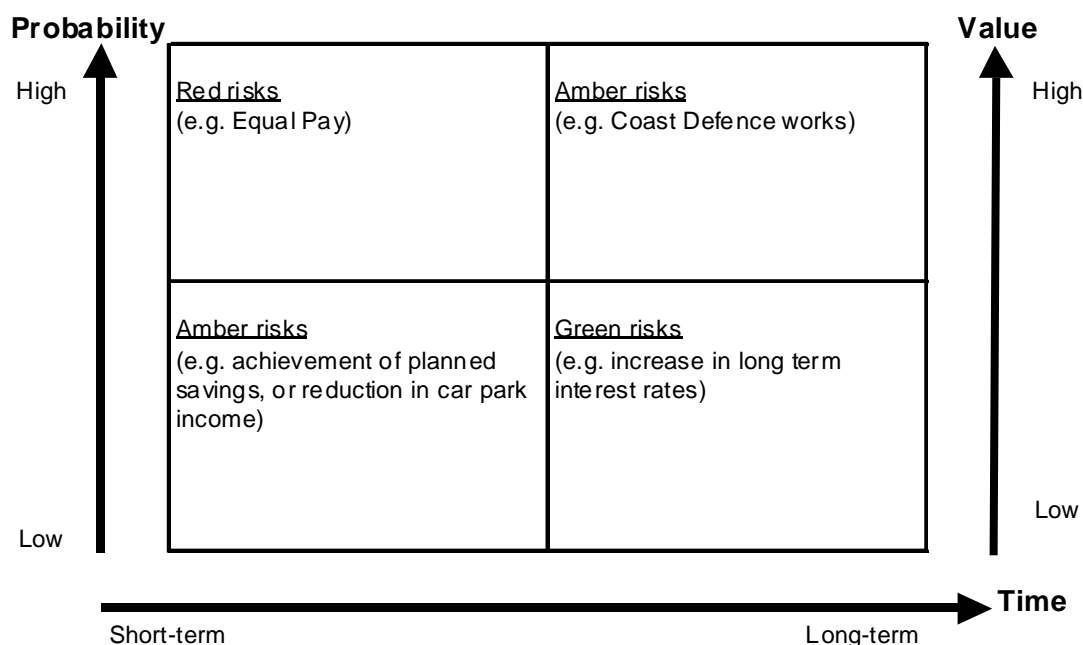 Probability
Value
High
High
Red risks
(e.g. Equal Pay)
Amber risks
(e.g. Coast Defence works)
Amber risks
(e.g. achievement of planned
savings, or reduction in car park
income)
Green risks
(e.g. increase in long term
interest rates)
Low
Low
Time
Short-term
Long-term